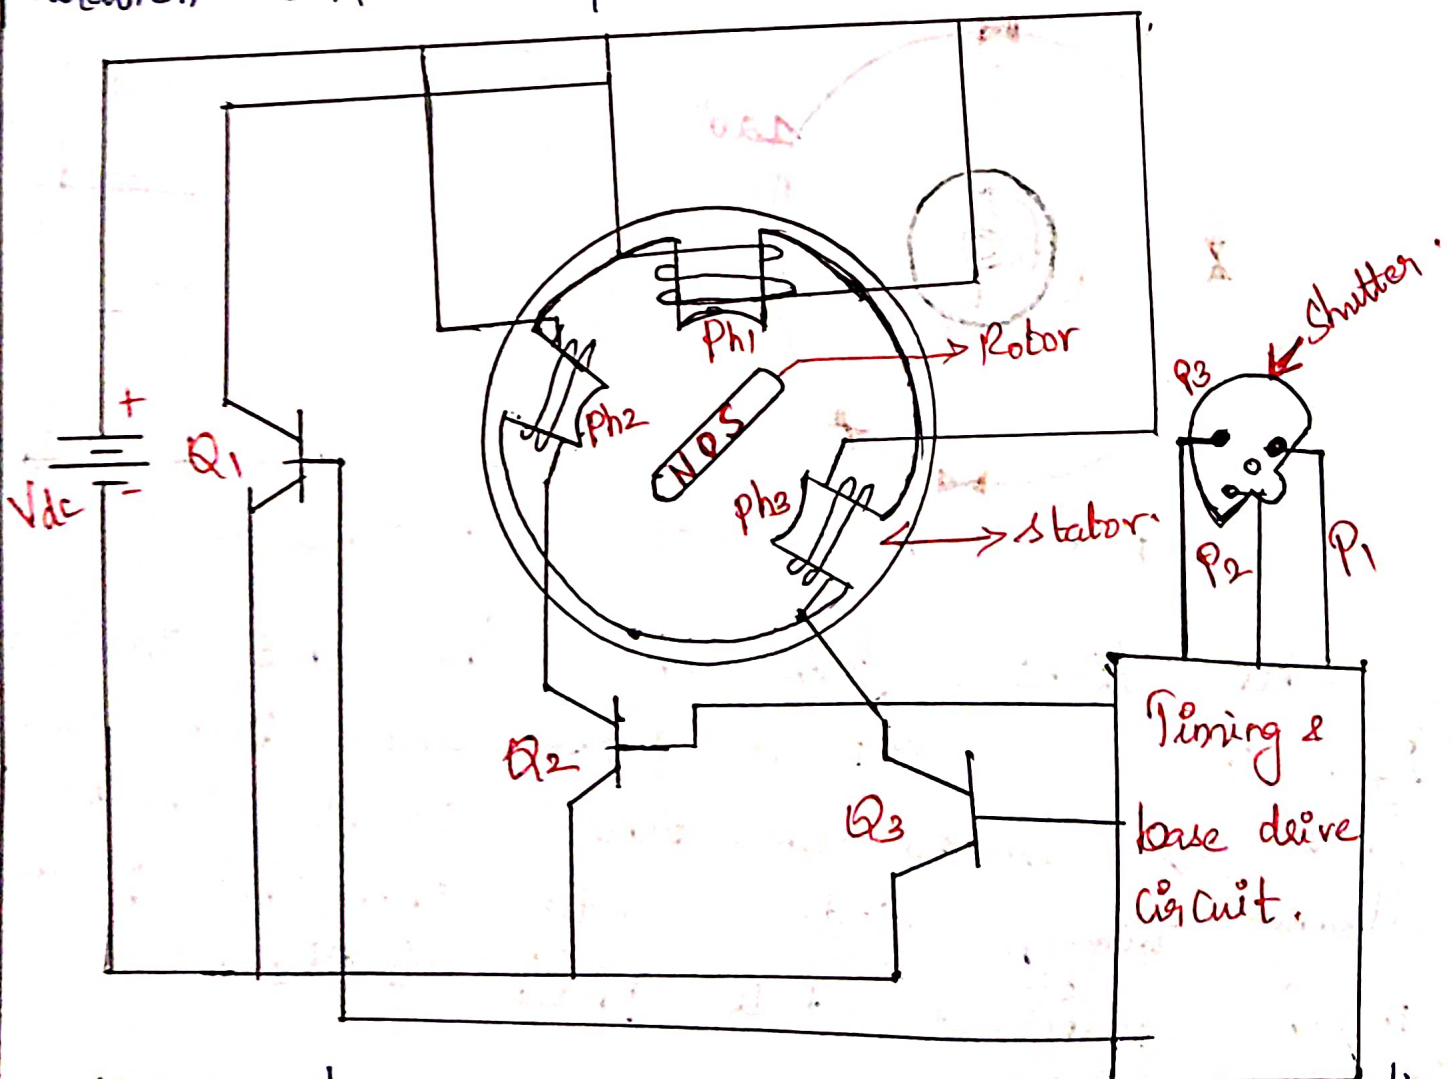 Shutter.
P3
Ph1
Rotor
+
Ph2
N O S
Q1
Vdc
-
Ph3
Stator.
P2
P1
Q2
Timing &
base drive
circuit.
Q3